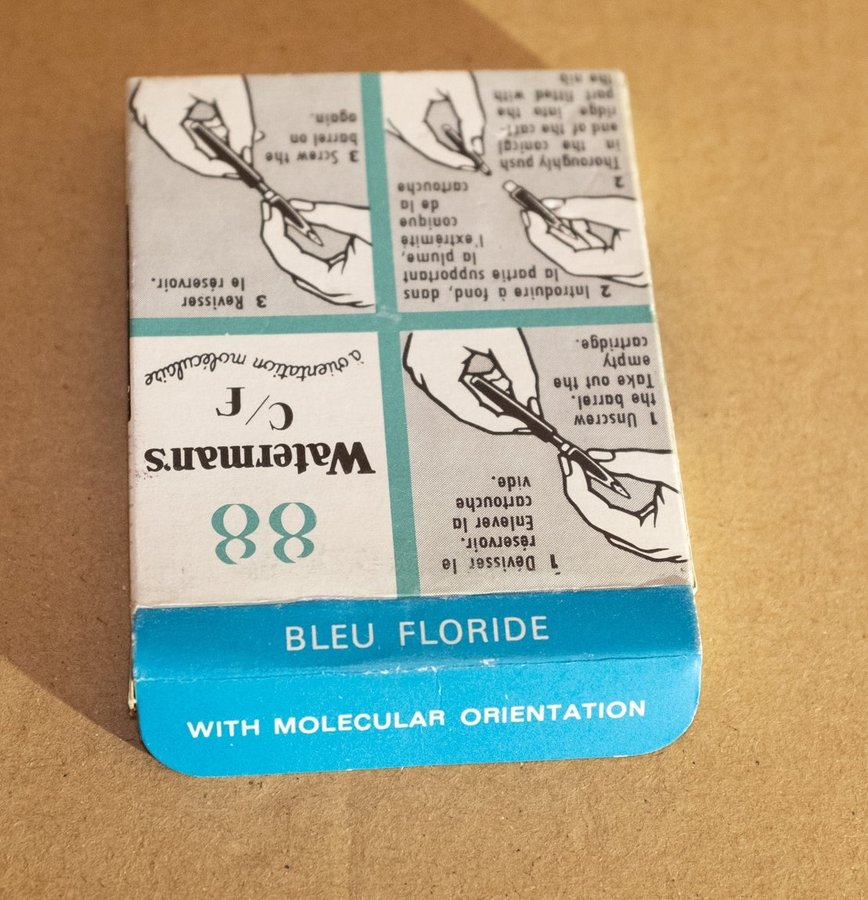 1 Dévisser le
réservoir.
Enlever la
cartouche
vide.
1 Unscrew
the barrel.
Take out the
empty
cartridge.
88
Waterman's
C/F
à orientation moléculaire
2 Introduire à fond, dans
la partie supportant
la plume,
l'extrémité
conique
de la
cartouche
2
Thoroughly push
in the conical
end of the cart-
ridge into the
part fitted with
the nib
3 Revisser
le réservoir.
3 Screw the
barrel on
again.
BLEU FLORIDE
WITH MOLECULAR ORIENTATION